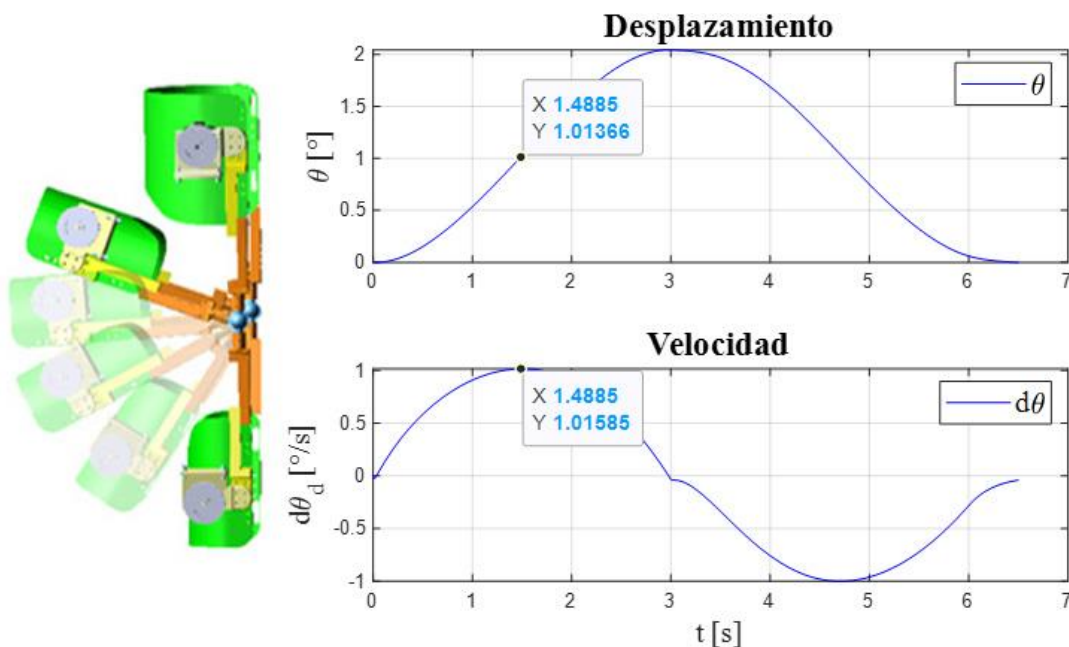 Desplazamiento
θ [°]
2
1.5
1
0.5
0
X 1.4885
Y 1.01366
θ
0 1 2 3 4 5 6 7
Velocidad
dθ_d [°/s]
1
0.5
0
-0.5
-1
X 1.4885
Y 1.01585
dθ
0 1 2 3 4 5 6 7
t [s]